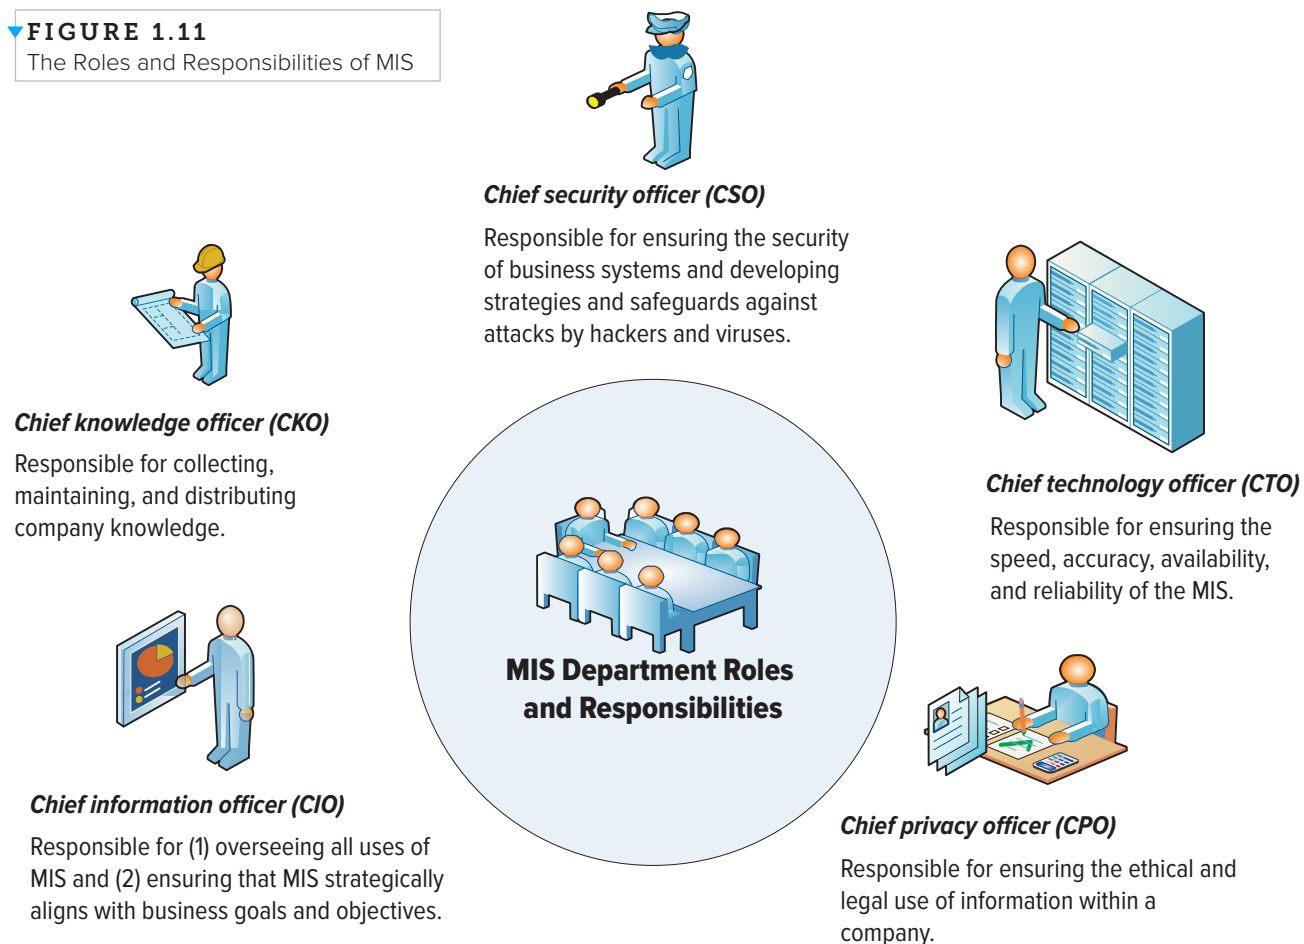 FIGURE 1.11
The Roles and Responsibilities of MIS
Chief security officer (CSO)
Responsible for ensuring the security
of business systems and developing
strategies and safeguards against
attacks by hackers and viruses.
Chief knowledge officer (CKO)
Responsible for collecting,
maintaining, and distributing
company knowledge.
Chief technology officer (CTO)
Responsible for ensuring the
speed, accuracy, availability,
and reliability of the MIS.
MIS Department Roles
and Responsibilities
Chief information officer (CIO)
Responsible for (1) overseeing all uses of
MIS and (2) ensuring that MIS strategically
aligns with business goals and objectives.
Chief privacy officer (CPO)
Responsible for ensuring the ethical and
legal use of information within a
company.